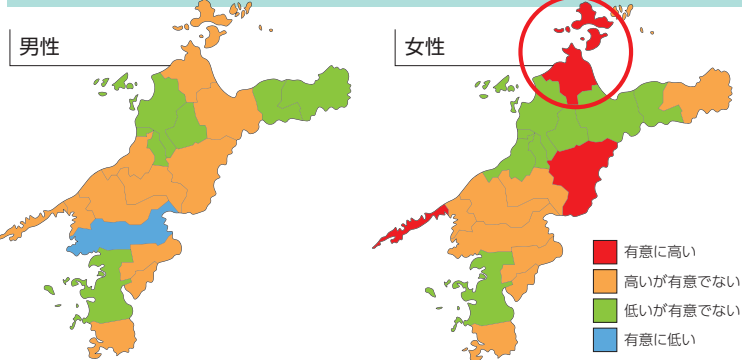 男性
女性
有意に高い
高いが有意でない
低いが有意でない
有意に低い